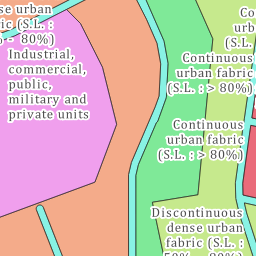 se urban
fabric (S.L. :
% - 80%)
Industrial,
commercial,
public,
military and
private units
Co
urb
(S.L.
Continuous
urban fabric
(S.L. : > 80%)
Continuous
urban fabric
(S.L. : > 80%)
Discontinuous
dense urban
fabric (S.L. :
50% - 80%)